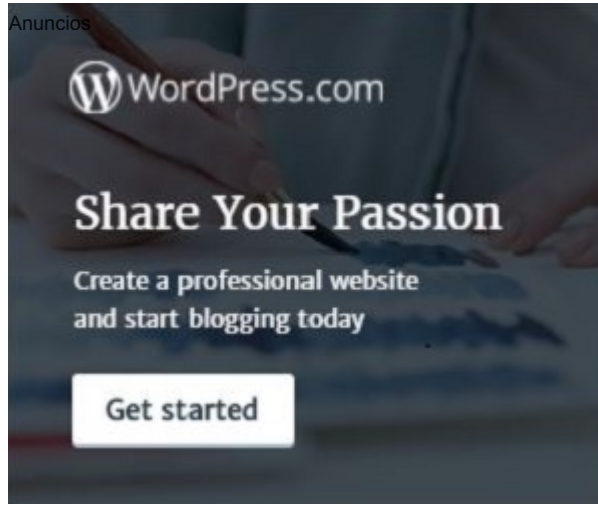 Anuncios
WordPress.com
Share Your Passion
Create a professional website
and start blogging today
Get started